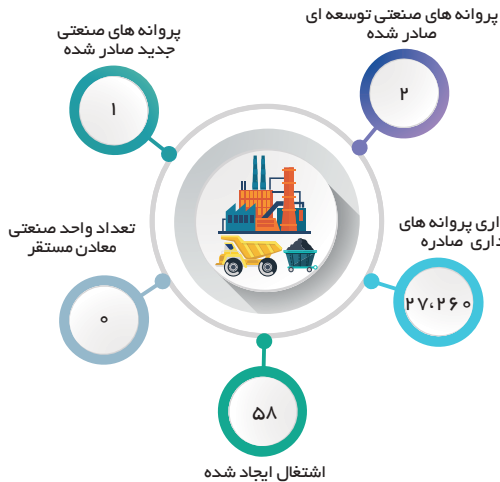 پروانه های صنعتی توسعه ای
صادر شده
۲
پروانه های صنعتی
جدید صادر شده
۱
پروانه های
صادره
۲۷،۲۶۰
تعداد واحد صنعتی
معادن مستقر
۰
۵۸
اشتغال ایجاد شده